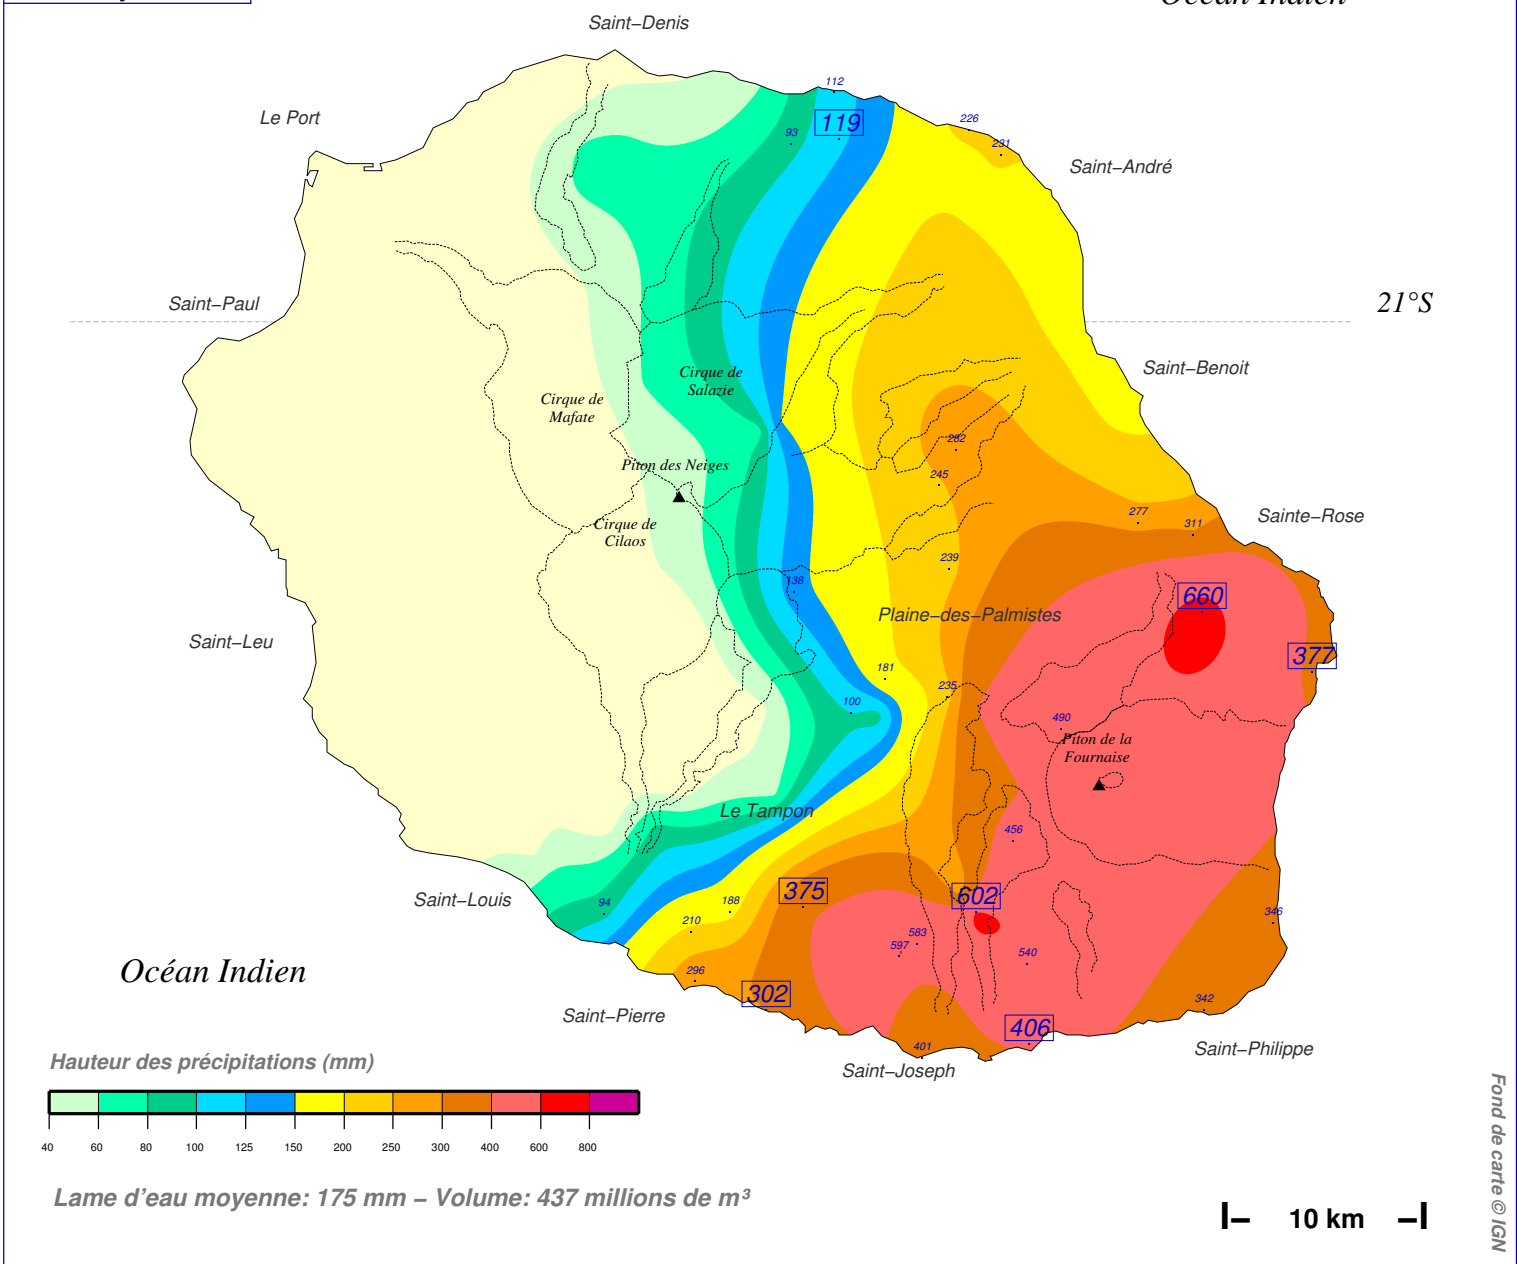 Océan Indien
Saint–Denis
112
119
93
226
231
Le Port
Saint–André
Saint–Paul
21°S
Saint–Benoit
Cirque de
Salazie
Cirque de
Mafate
282
Piton des Neiges
245
277
311
Sainte–Rose
Cirque de
Cilaos
239
138
660
Plaine–des–Palmistes
Saint–Leu
377
181
235
100
490
Piton de la
Fournaise
Le Tampon
456
375
602
Saint–Louis
94
188
210
346
583
597
540
Océan Indien
296
302
342
Saint–Pierre
406
401
Saint–Philippe
Saint–Joseph
Hauteur des précipitations (mm)
40 60 80 100 125 150 200 250 300 400 600 800
Lame d'eau moyenne: 175 mm – Volume: 437 millions de m³
10 km
Fond de carte © IGN